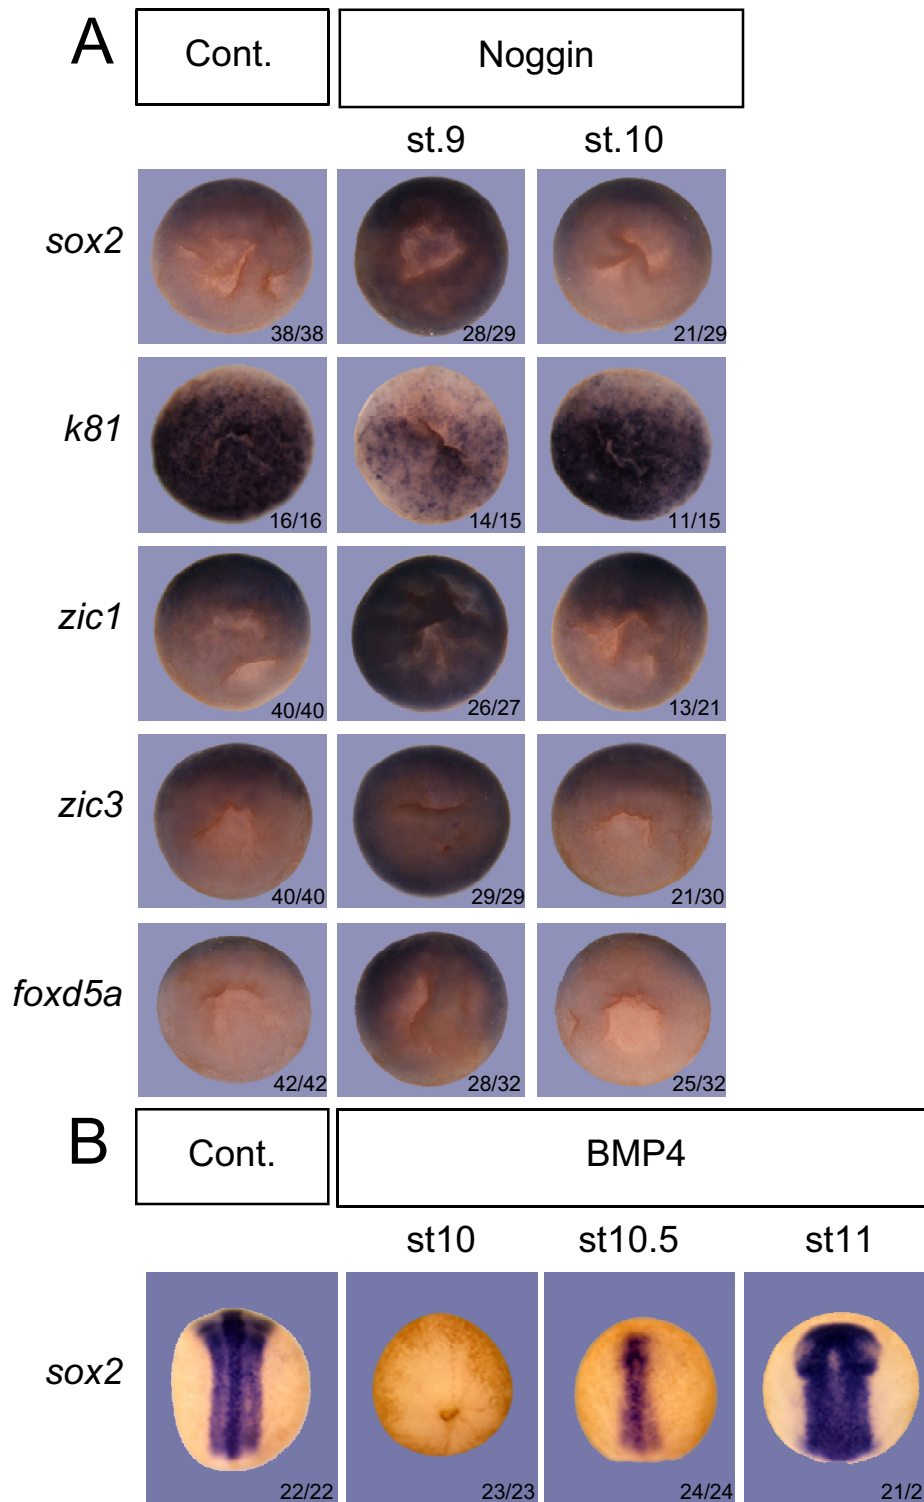 A
Cont.
Noggin
st.9
st.10
sox2
38/38
28/29
21/29
k81
16/16
14/15
11/15
zic1
40/40
26/27
13/21
zic3
40/40
29/29
21/30
foxd5a
42/42
28/32
25/32
B
Cont.
BMP4
st10
st10.5
st11
sox2
22/22
23/23
24/24
21/2